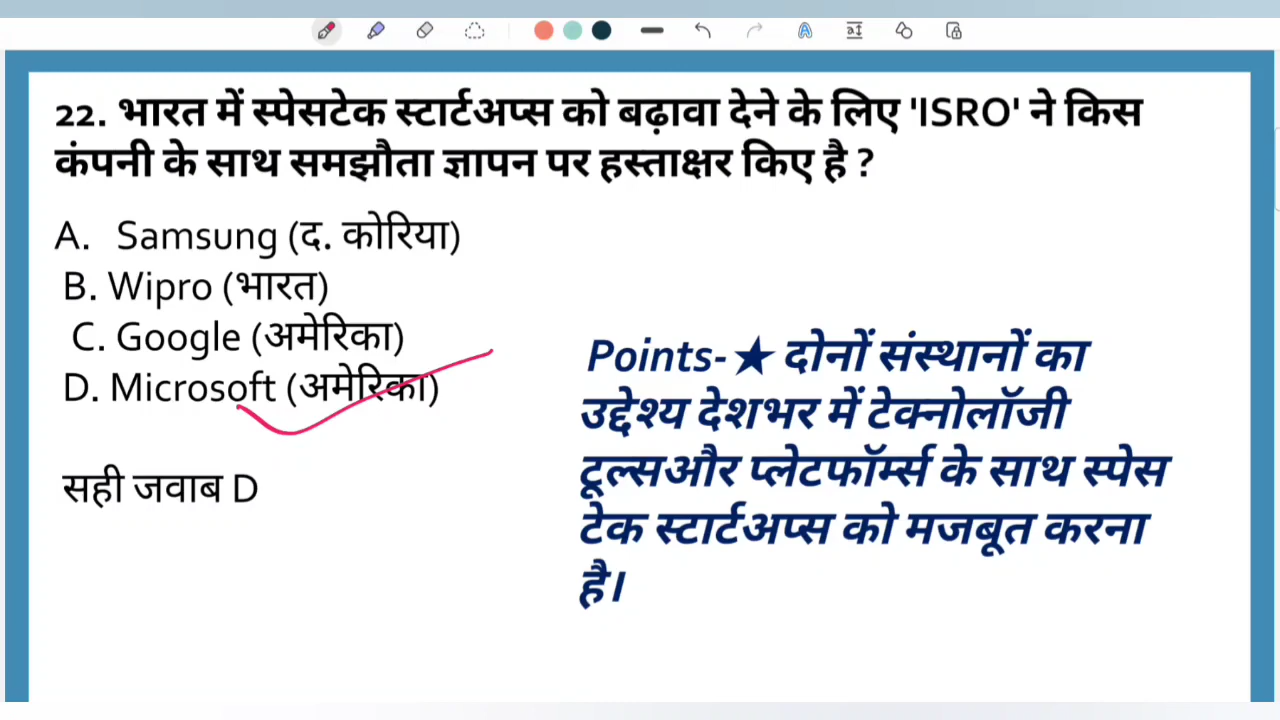 22. भारत में स्पेसटेक स्टार्टअप्स को बढ़ावा देने के लिए 'ISRO' ने किस
कंपनी के साथ समझौता ज्ञापन पर हस्ताक्षर किए है ?
A. Samsung (द. कोरिया)
B. Wipro (भारत)
C. Google (अमेरिका)
D. Microsoft (अमेरिका)
सही जवाब D
Points-★ दोनों संस्थानों का
उद्देश्य देशभर में टेक्नोलॉजी
टूल्सऔर प्लेटफॉर्म्स के साथ स्पेस
टेक स्टार्टअप्स को मजबूत करना
है।